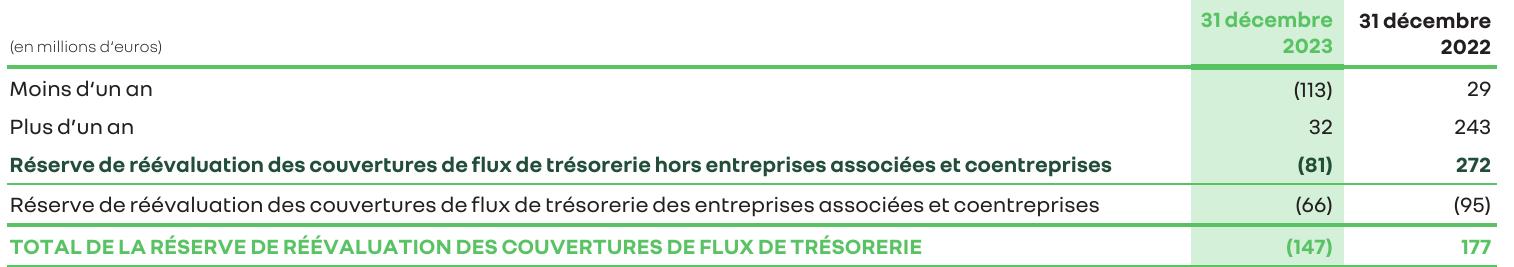 31 décembre 31 décembre
(en millions d'euros) 2023 2022
Moins d'un an (113) 29
Plus d'un an 32 243
Réserve de réévaluation des couvertures de flux de trésorerie hors entreprises associées et coentreprises (81) 272
Réserve de réévaluation des couvertures de flux de trésorerie des entreprises associées et coentreprises (66) (95)
TOTAL DE LA RÉSERVE DE RÉÉVALUATION DES COUVERTURES DE FLUX DE TRÉSORERIE (147) 177